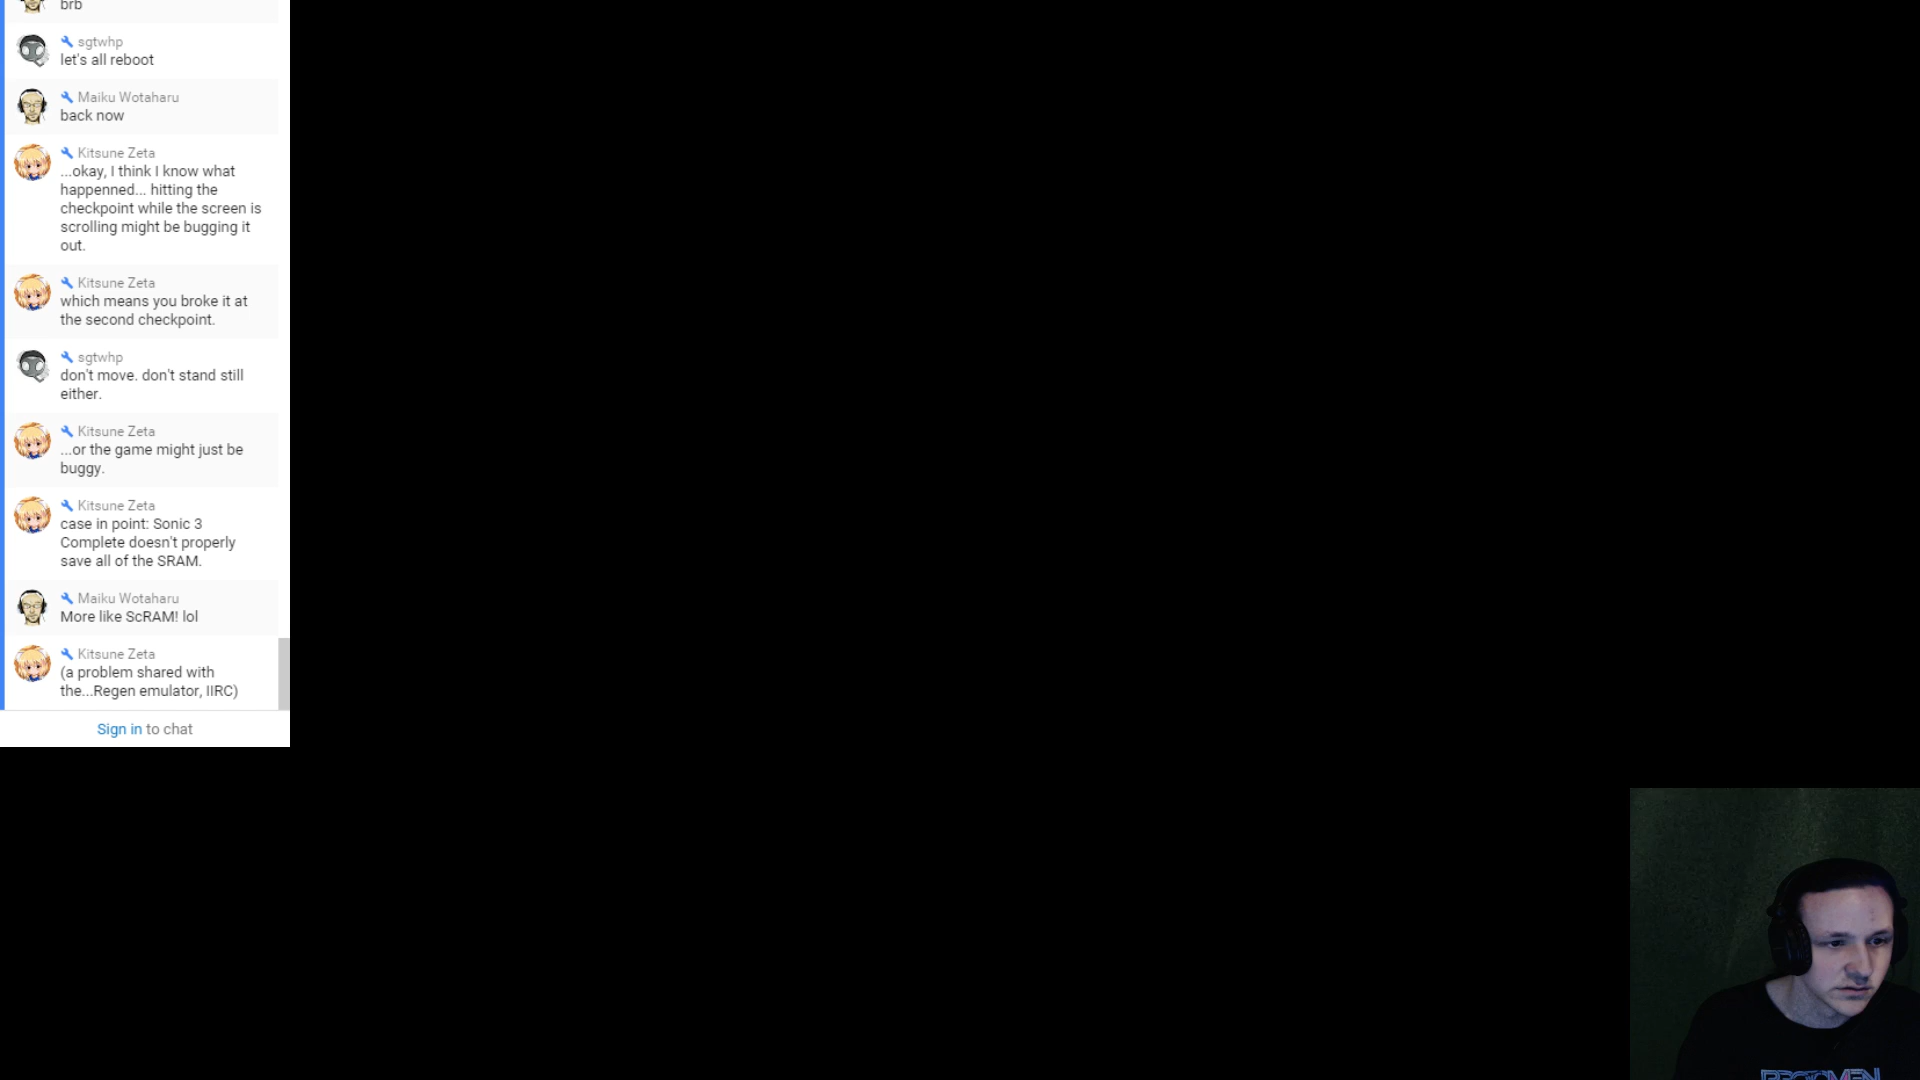 brb
sgtwhp
let's all reboot
Maiku Wotaharu
back now
Kitsune Zeta
...okay, I think I know what
happenned... hitting the
checkpoint while the screen is
scrolling might be bugging it
out.
Kitsune Zeta
which means you broke it at
the second checkpoint.
sgtwhp
don't move. don't stand still
either.
Kitsune Zeta
...or the game might just be
buggy.
Kitsune Zeta
case in point: Sonic 3
Complete doesn't properly
save all of the SRAM.
Maiku Wotaharu
More like ScRAM! lol
Kitsune Zeta
(a problem shared with
the...Regen emulator, IIRC)
Sign in to chat
PROTOMEN